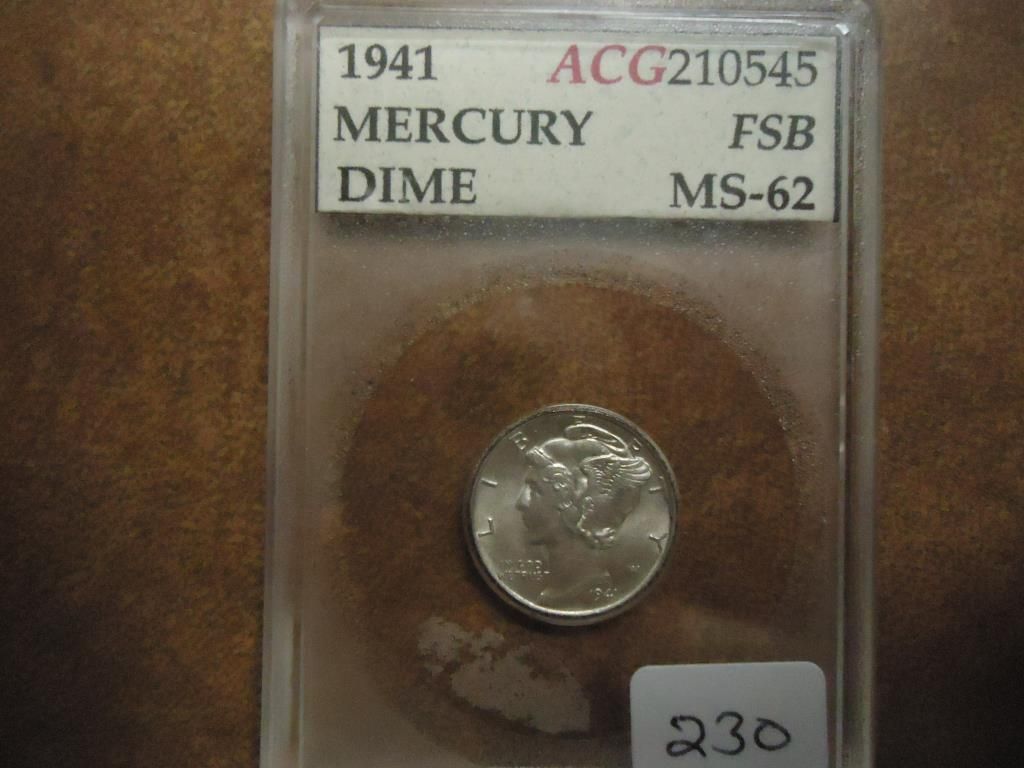 1941 ACG210545
MERCURY FSB
DIME MS-62
LIBERTY
1941
230